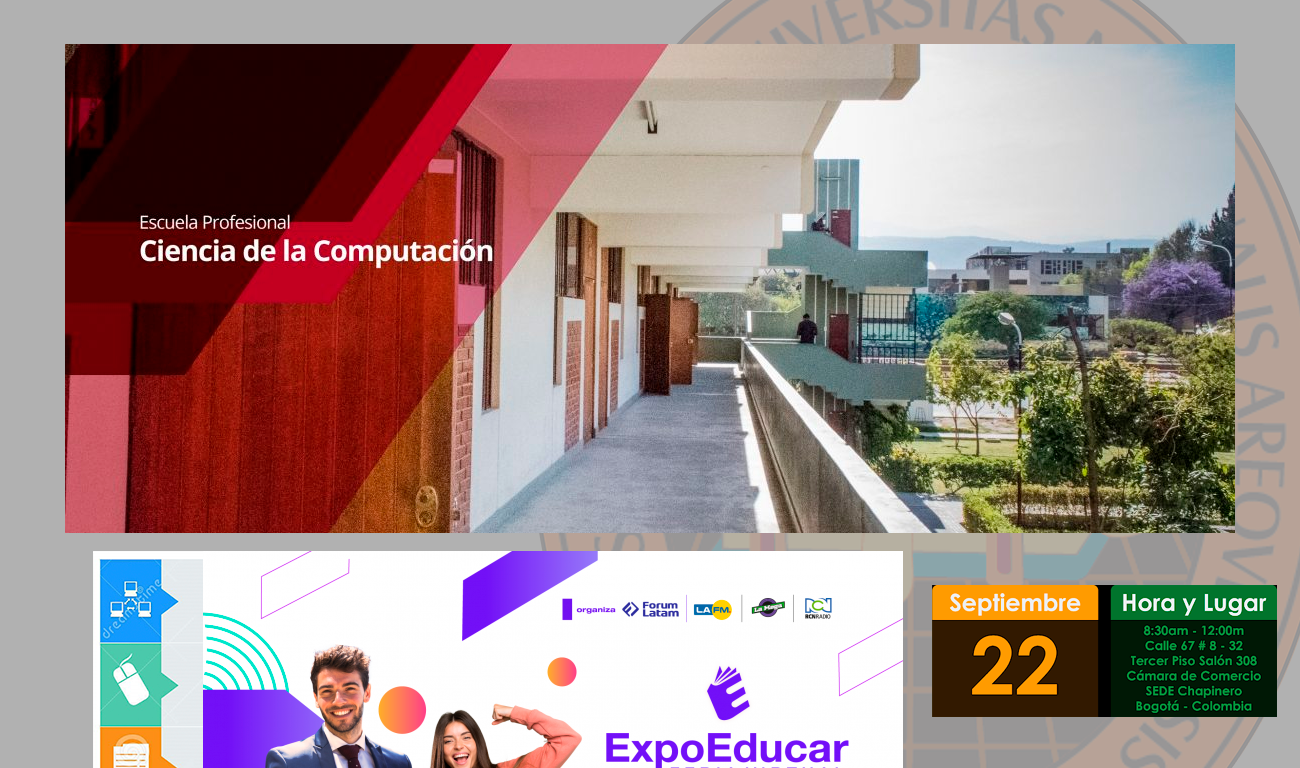 Escuela Profesional
Ciencia de la Computación
organiza
Forum
Latam
LA FM.
La Mega
RCN RADIO
ExpoEducar
Septiembre
22
Hora y Lugar
8:30am - 12:00m
Calle 67 # 8 - 32
Tercer Piso Salón 308
Cámara de Comercio
SEDE Chapinero
Bogotá - Colombia
dreamstime